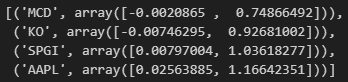 [('MCD', array([-0.0020865 , 0.74866492])),
('KO', array([-0.00746295, 0.92681002])),
('SPGI', array([0.00797004, 1.03618277])),
('AAPL', array([0.02563885, 1.16642351]))]